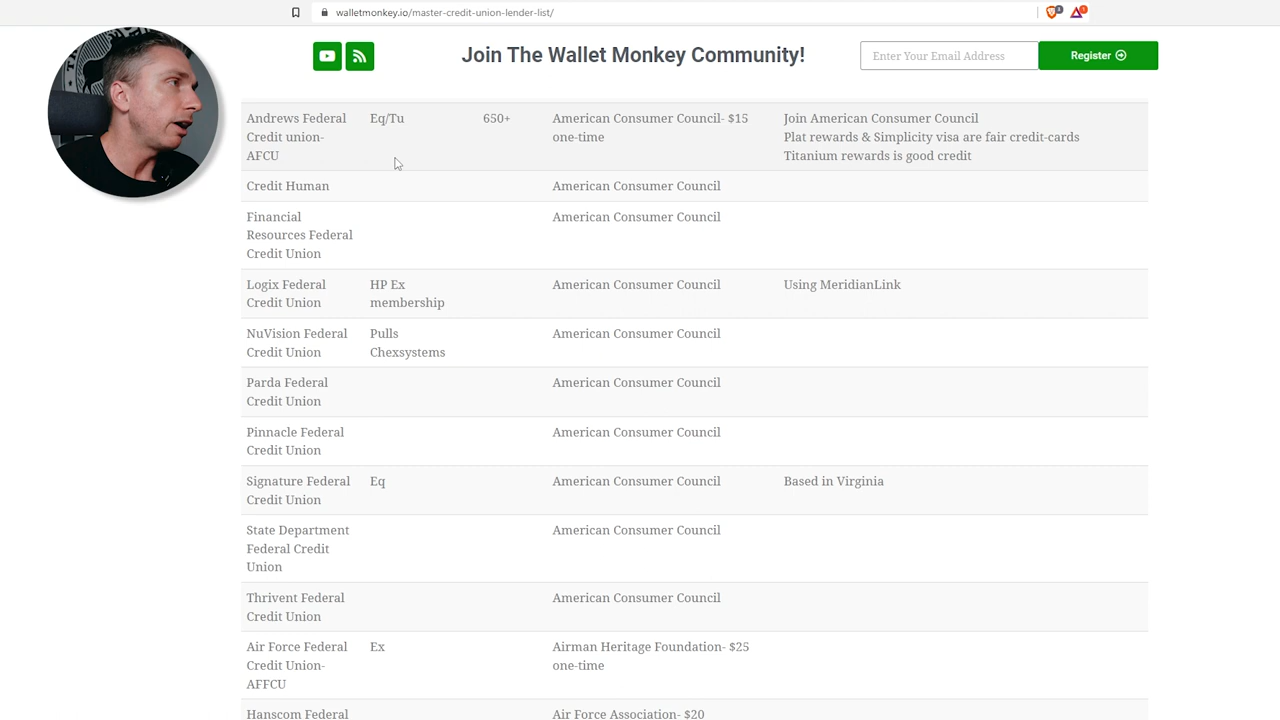 walletmonkey.io/master-credit-union-lender-list/
Join The Wallet Monkey Community!
Enter Your Email Address
Register
Andrews Federal Credit union- AFCU Eq/Tu 650+ American Consumer Council- $15 one-time Join American Consumer Council
Plat rewards & Simplicity visa are fair credit-cards
Titanium rewards is good credit
Credit Human American Consumer Council
Financial Resources Federal Credit Union American Consumer Council
Logix Federal Credit Union HP Ex membership American Consumer Council Using MeridianLink
NuVision Federal Credit Union Pulls Chexsystems American Consumer Council
Parda Federal Credit Union American Consumer Council
Pinnacle Federal Credit Union American Consumer Council
Signature Federal Credit Union Eq American Consumer Council Based in Virginia
State Department Federal Credit Union American Consumer Council
Thrivent Federal Credit Union American Consumer Council
Air Force Federal Credit Union- AFFCU Ex Airman Heritage Foundation- $25 one-time
Hanscom Federal Air Force Association- $20